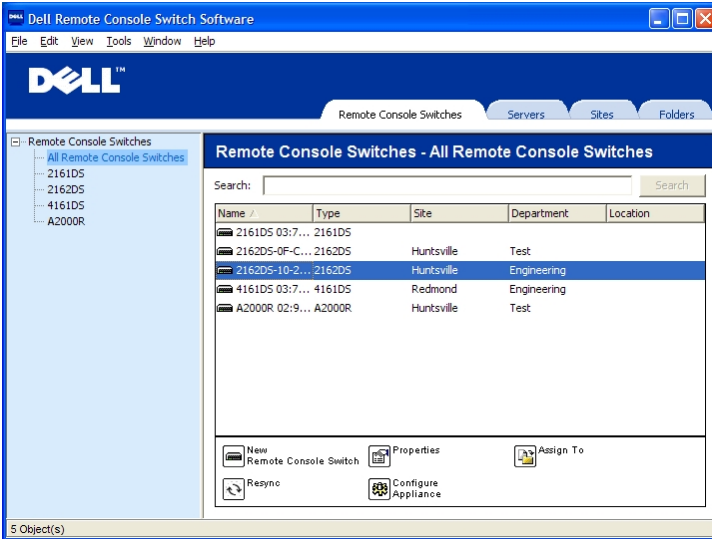 Dell Remote Console Switch Software
File Edit View Tools Window Help
DELL™
Remote Console Switches Servers Sites Folders
Remote Console Switches
All Remote Console Switches
2161DS
2162DS
4161DS
A2000R
Remote Console Switches - All Remote Console Switches
Search: Search
Name Type Site Department Location
2161DS 03:7... 2161DS
2162DS-0F-C... 2162DS Huntsville Test
2162DS-10-2... 2162DS Huntsville Engineering
4161DS 03:7... 4161DS Redmond Engineering
A2000R 02:9... A2000R Huntsville Test
New Remote Console Switch
Properties
Assign To
Resync
Configure Appliance
5 Object(s)